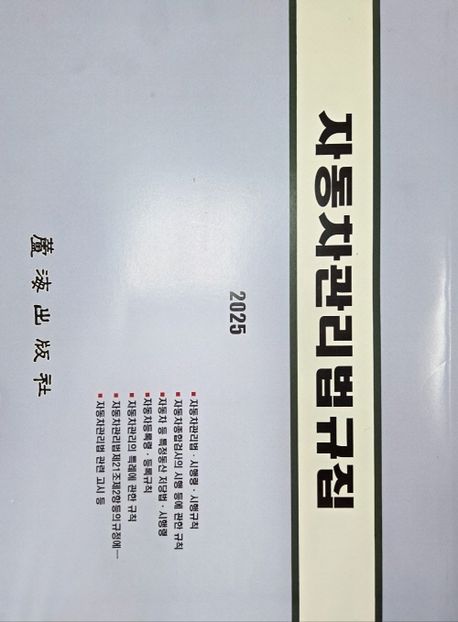 자동차관리법규집
2025
■ 자동차관리법·시행령·시행규칙
■ 자동차종합검사의 시행 등에 관한 규칙
■ 자동차 등 특정동산 저당법·시행령
■ 자동차등록령·등록규칙
■ 자동차관리의 특례에 관한 규칙
■ 자동차관리법제21조제2항등의규정에—
■ 자동차관리법 관련 고시 등
蘆海出版社